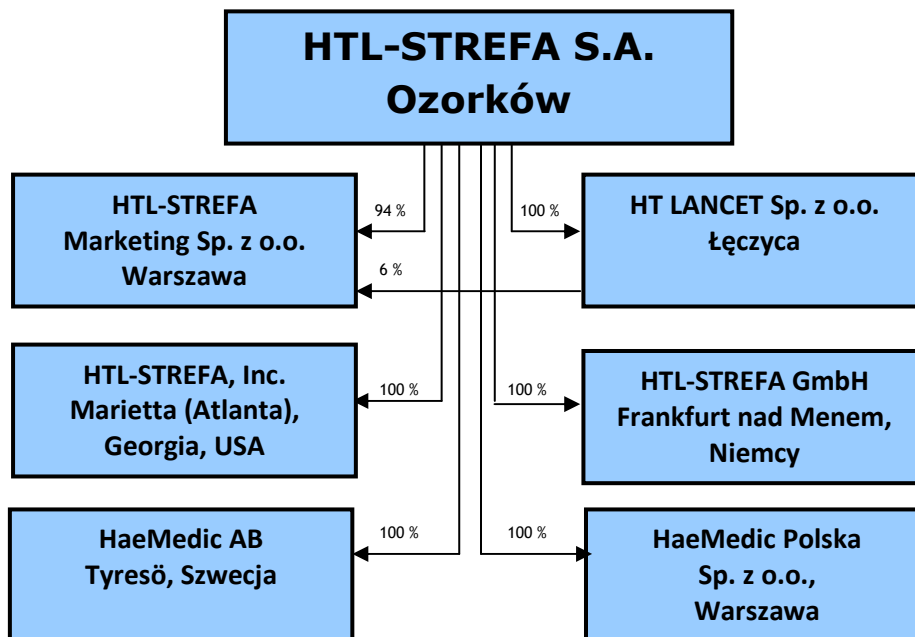 HTL-STREFA S.A.
Ozorków
HTL-STREFA
Marketing Sp. z o.o.
Warszawa
94 %
6 %
100 %
HT LANCET Sp. z o.o.
Łęczyca
HTL-STREFA, Inc.
Marietta (Atlanta),
Georgia, USA
100 %
100 %
HTL-STREFA GmbH
Frankfurt nad Menem,
Niemcy
HaeMedic AB
Tyresö, Szwecja
100 %
100 %
HaeMedic Polska
Sp. z o.o.,
Warszawa